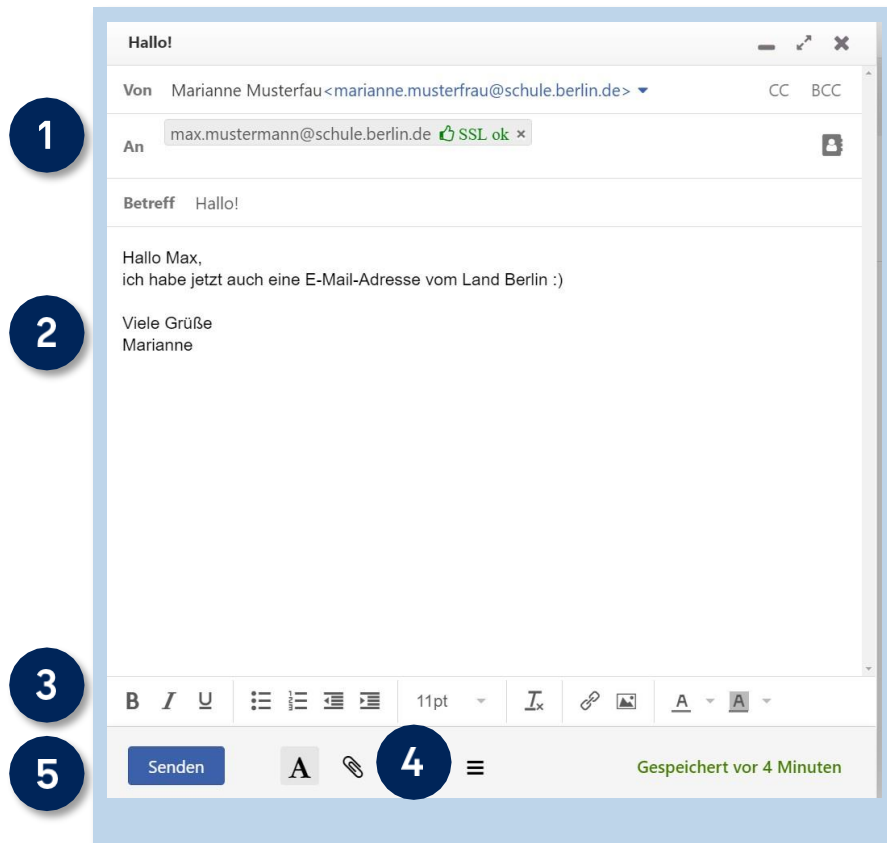 Hallo!
Von Marianne Musterfau<marianne.musterfrau@schule.berlin.de> CC BCC
1
An max.mustermann@schule.berlin.de SSL ok ×
Betreff Hallo!
Hallo Max,
ich habe jetzt auch eine E-Mail-Adresse vom Land Berlin :)
2
Viele Grüße
Marianne
3
B I U 11pt Tx A A
5
Senden A 4 Gespeichert vor 4 Minuten